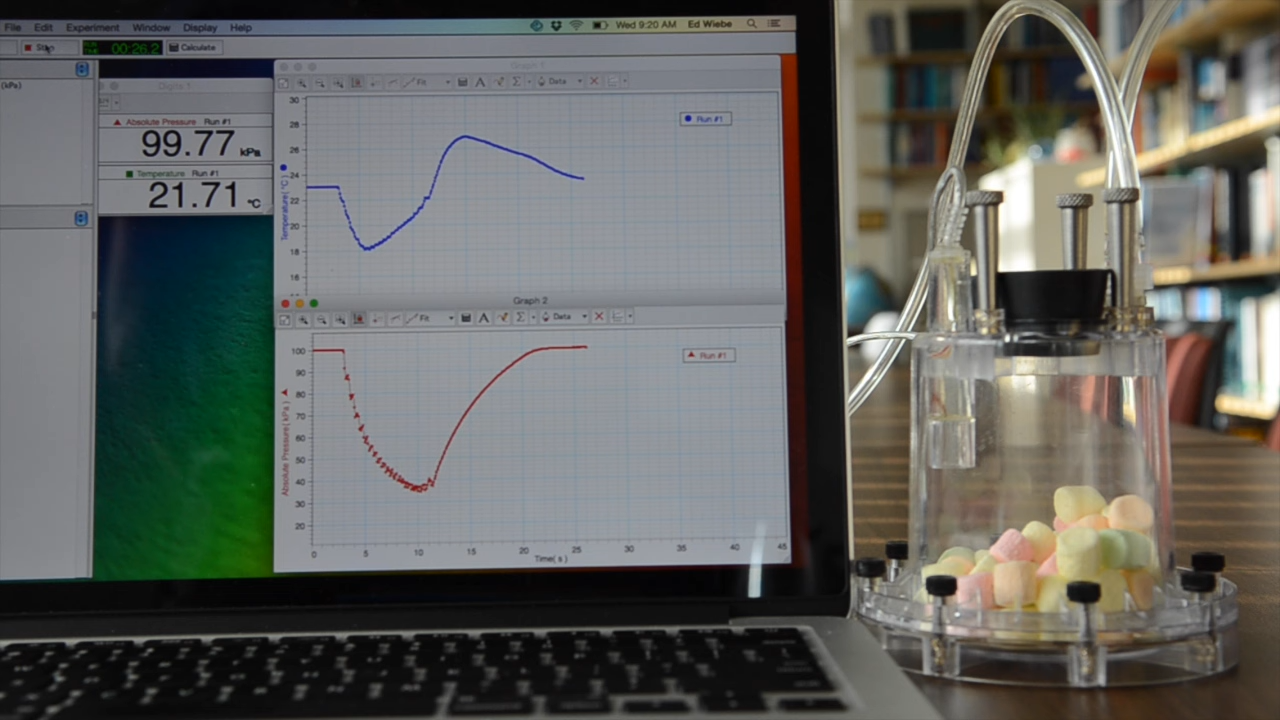 File Edit Experiment Window Display Help
Wed 9:20 AM Ed Wiebe
Stop 00:26.2 Calculate
(kPa)
Digits 1
Absolute Pressure Run #1
99.77 kPa
Temperature Run #1
21.71 °C
Graph 1
Fit A Σ Data
30
28
26
24
22
20
18
16
Temperature( °C )
Run #1
Graph 2
Fit A Σ Data
100
90
80
70
60
50
40
30
20
Absolute Pressure( kPa )
Run #1
0 5 10 15 20 25 30 35 40 45
Time( s )